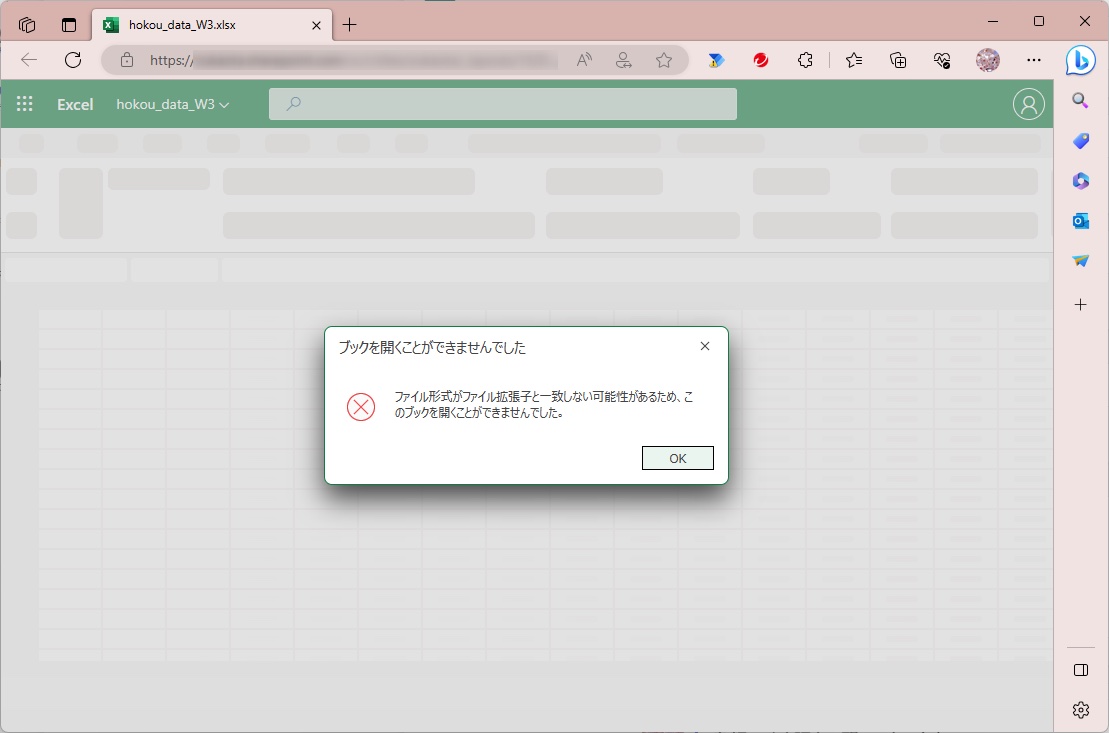 hokou_data_W3.xlsx
https://
Excel
hokou_data_W3
ブックを開くことができませんでした
ファイル形式がファイル拡張子と一致しない可能性があるため、こ
のブックを開くことができませんでした。
OK